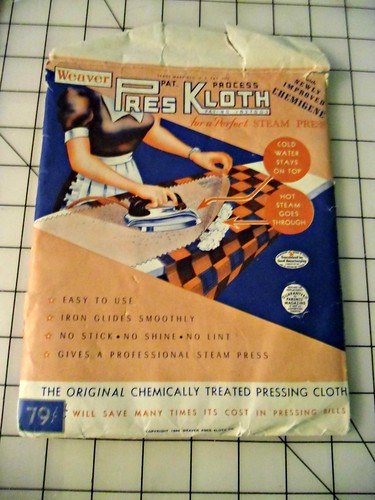 Weaver
PAT. PROCESS
PRES KLOTH
NEWLY
IMPROVED
CHEMIGENE
for a Perfect STEAM PRESS
COLD
WATER
STAYS
ON TOP
HOT
STEAM
GOES
THROUGH
EASY TO USE
IRON GLIDES SMOOTHLY
NO STICK • NO SHINE • NO LINT
GIVES A PROFESSIONAL STEAM PRESS
THE ORIGINAL CHEMICALLY TREATED PRESSING CLOTH
79¢
WILL SAVE MANY TIMES ITS COST IN PRESSING BILLS